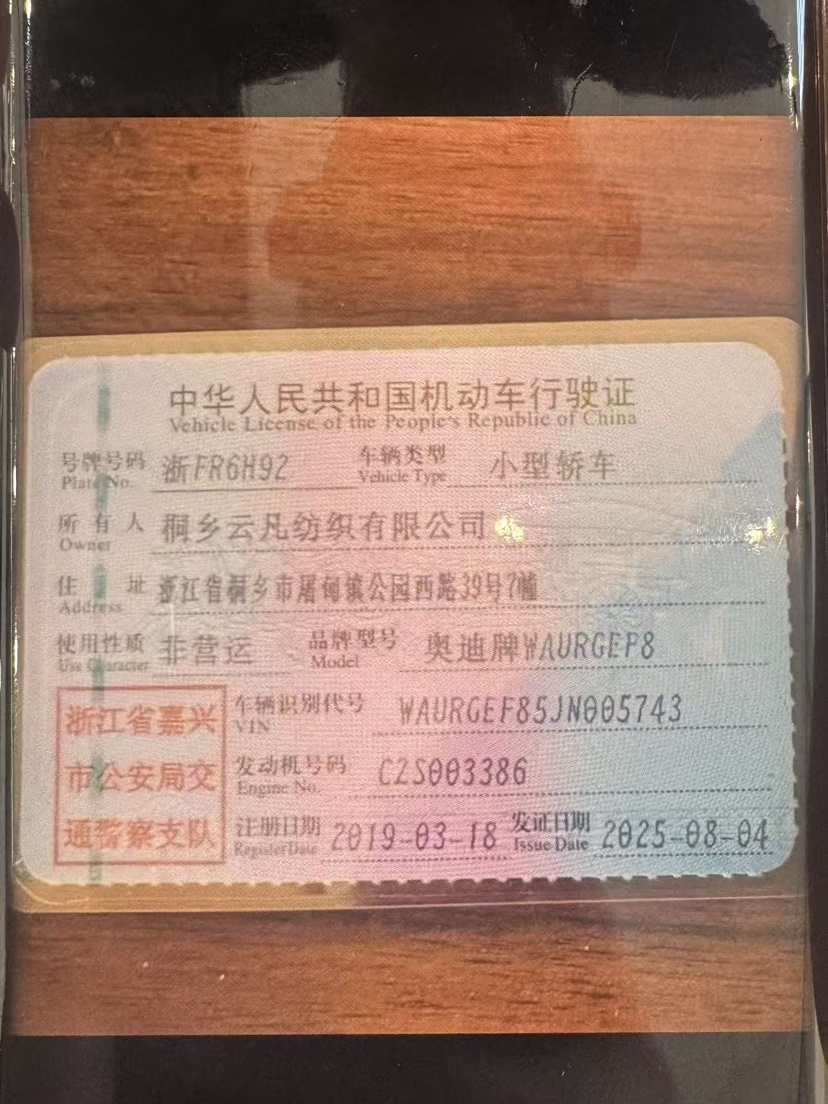 中华人民共和国机动车行驶证
Vehicle License of the People's Republic of China
号牌号码 浙FR6H92 车辆类型 小型轿车
Plate No. Vehicle Type
所有人 桐乡云凡纺织有限公司
Owner
住址 浙江省桐乡市屠甸镇公园西路39号7幢
Address
使用性质 非营运 品牌型号 奥迪牌WAURGEF8
Use Character Model
浙江省嘉兴
市公安局交
通警察支队
车辆识别代号 WAURGEF85JN005743
VIN
发动机号码 C2S003386
Engine No.
注册日期 2019-03-18 发证日期 2025-08-04
Register Date Issue Date